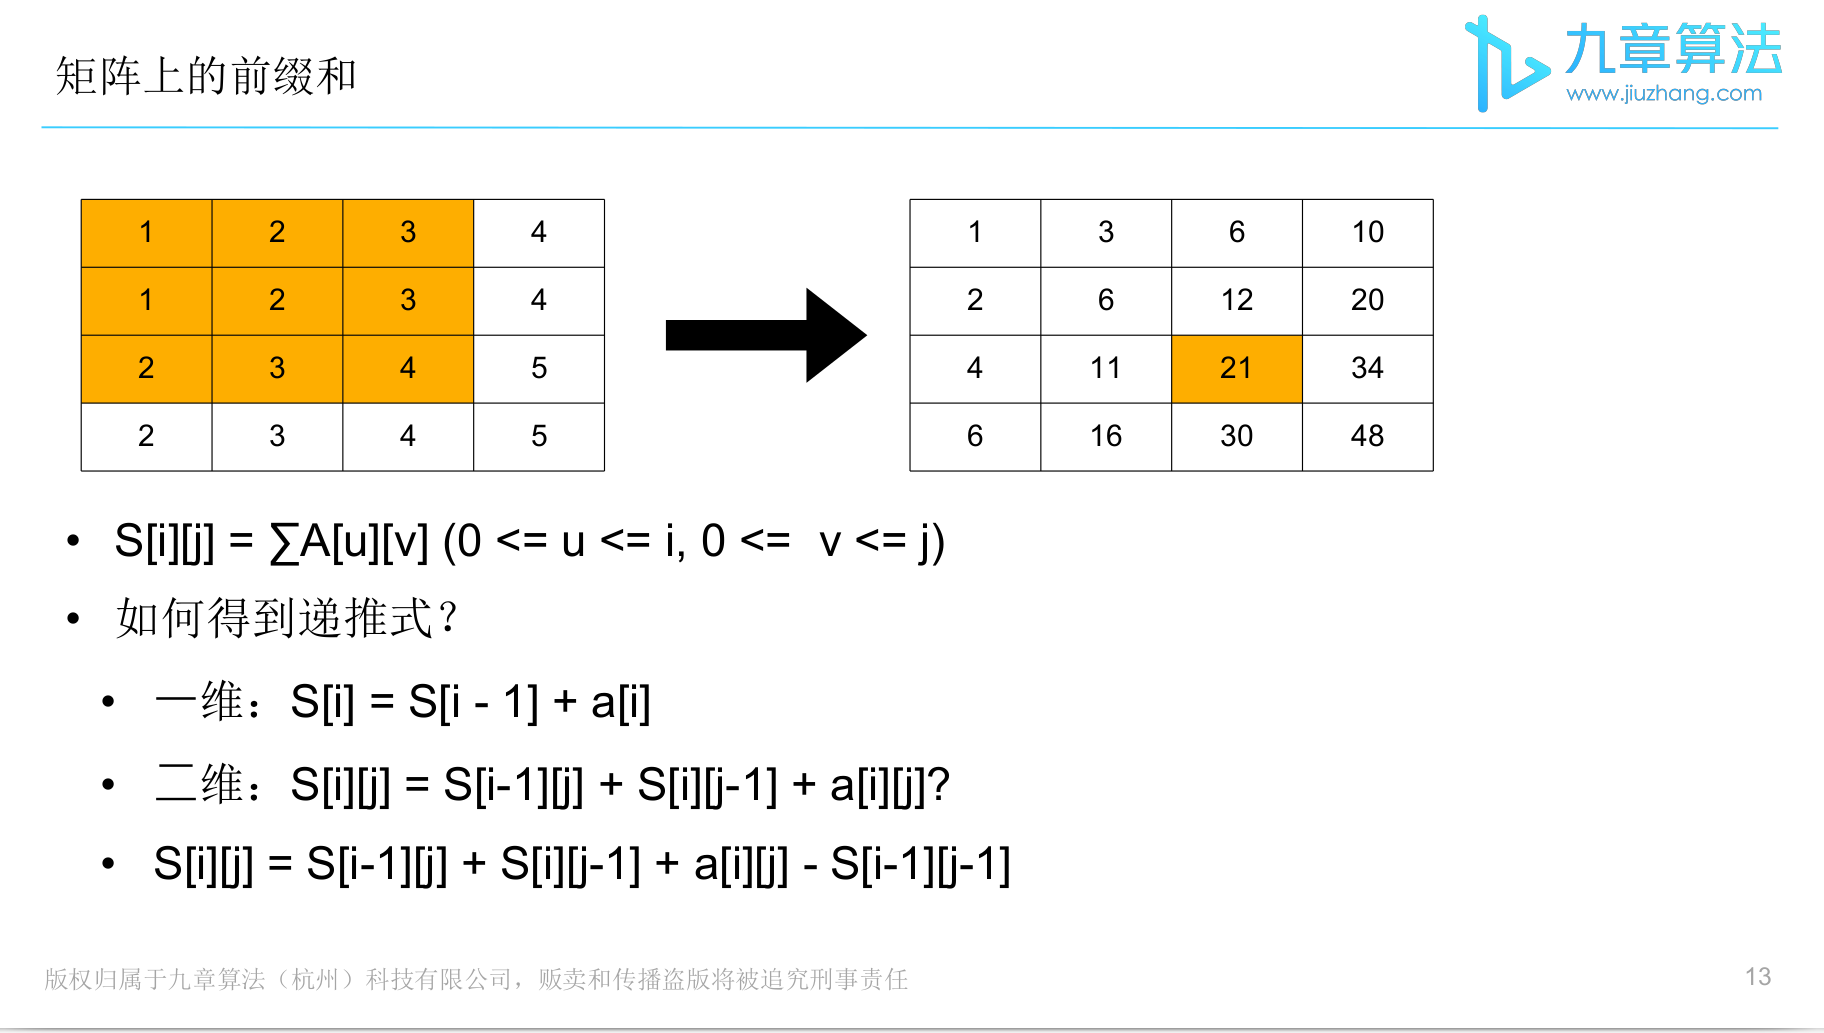 矩阵上的前缀和
九章算法
www.jiuzhang.com
1 2 3 4
1 2 3 4
2 3 4 5
2 3 4 5
1 3 6 10
2 6 12 20
4 11 21 34
6 16 30 48
• S[i][j] = ∑A[u][v] (0 <= u <= i, 0 <= v <= j)
• 如何得到递推式？
• 一维：S[i] = S[i - 1] + a[i]
• 二维：S[i][j] = S[i-1][j] + S[i][j-1] + a[i][j]?
• S[i][j] = S[i-1][j] + S[i][j-1] + a[i][j] - S[i-1][j-1]
版权归属于九章算法（杭州）科技有限公司，贩卖和传播盗版将被追究刑事责任
13